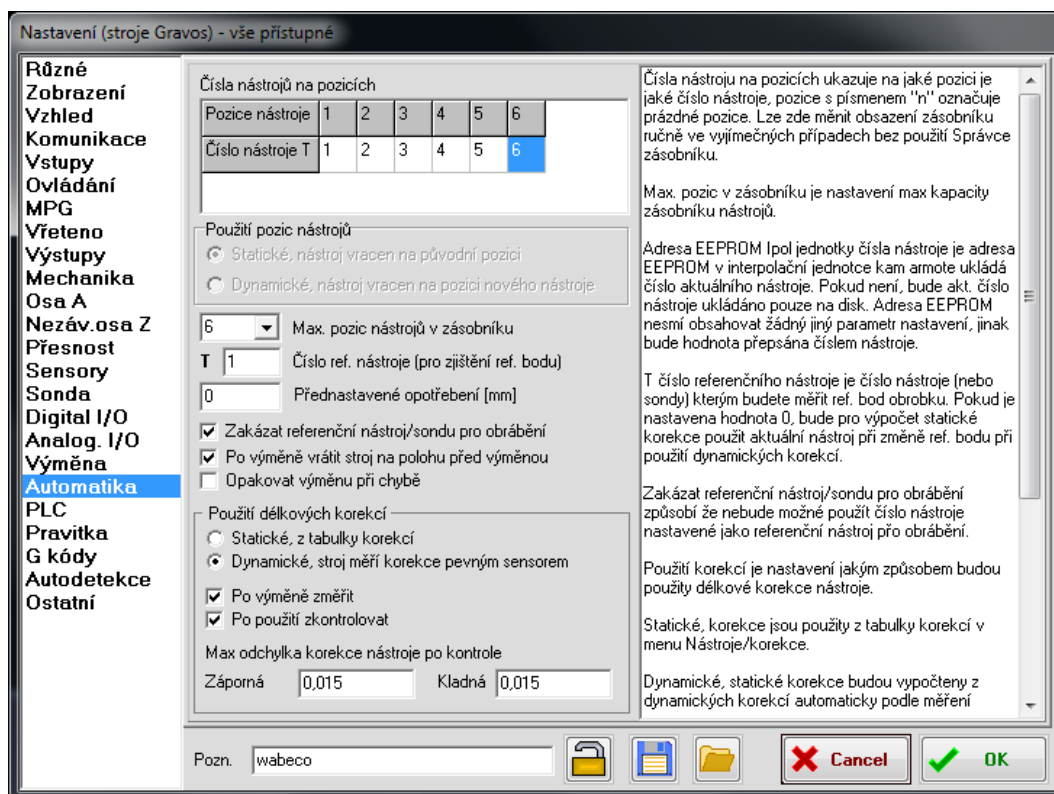 Nastavení (stroje Gravos) - vše přístupné
Různé
Zobrazení
Vzhled
Komunikace
Vstupy
Ovládání
MPG
Vřeteno
Výstupy
Mechanika
Osa A
Nezáv.osa Z
Přesnost
Sensory
Sonda
Digital I/O
Analog. I/O
Výměna
Automatika
PLC
Pravitka
G kódy
Autodetekce
Ostatní
Čísla nástrojů na pozicích
Pozice nástroje 1 2 3 4 5 6
Číslo nástroje T 1 2 3 4 5 6
Použití pozic nástrojů
Statické, nástroj vracen na původní pozici
Dynamické, nástroj vracen na pozici nového nástroje
6 Max. pozic nástrojů v zásobníku
T 1 Číslo ref. nástroje (pro zjištění ref. bodu)
0 Přednastavené opotřebení [mm]
Zakázat referenční nástroj/sondu pro obrábění
Po výměně vrátit stroj na polohu před výměnou
Opakovat výměnu při chybě
Použití délkových korekcí
Statické, z tabulky korekcí
Dynamické, stroj měří korekce pevným sensorem
Po výměně změřit
Po použití zkontrolovat
Max odchylka korekce nástroje po kontrole
Záporná 0,015 Kladná 0,015
Čísla nástroju na pozicích ukazuje na jaké pozici je
jaké číslo nástroje, pozice s písmenem "n" označuje
prázdné pozice. Lze zde měnit obsazení zásobníku
ručně ve vyjímečných případech bez použití Správce
zásobníku.
Max. pozic v zásobníku je nastavení max kapacity
zásobníku nástrojů.
Adresa EEPROM Ipol jednotky čísla nástroje je adresa
EEPROM v interpolační jednotce kam armote ukládá
číslo aktuálního nástroje. Pokud není, bude akt. číslo
nástroje ukládáno pouze na disk. Adresa EEPROM
nesmí obsahovat žádný jiný parametr nastavení, jinak
bude hodnota přepsána číslem nástroje.
T číslo referenčního nástroje je číslo nástroje (nebo
sondy) kterým budete měřit ref. bod obrobku. Pokud je
nastavena hodnota 0, bude pro výpočet statické
korekce použit aktuální nástroj při změně ref. bodu při
použití dynamických korekcí.
Zakázat referenční nástroj/sondu pro obrábění
způsobí že nebude možné použít číslo nástroje
nastavené jako referenční nástroj přo obrábění.
Použití korekcí je nastavení jakým způsobem budou
použity délkové korekce nástroje.
Statické, korekce jsou použity z tabulky korekcí v
menu Nástroje/korekce.
Dynamické, statické korekce budou vypočteny z
dynamických korekcí automaticky podle měření
Pozn. wabeco
Cancel
OK